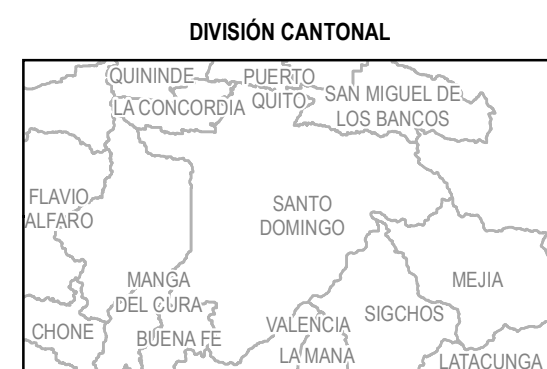 DIVISIÓN CANTONAL
QUININDE
PUERTO
QUITO
LA CONCORDIA
SAN MIGUEL DE
LOS BANCOS
FLAVIO
ALFARO
SANTO
DOMINGO
MANGA
DEL CURA
MEJIA
SIGCHOS
CHONE
BUENA FE
VALENCIA
LA MANA
LATACUNGA